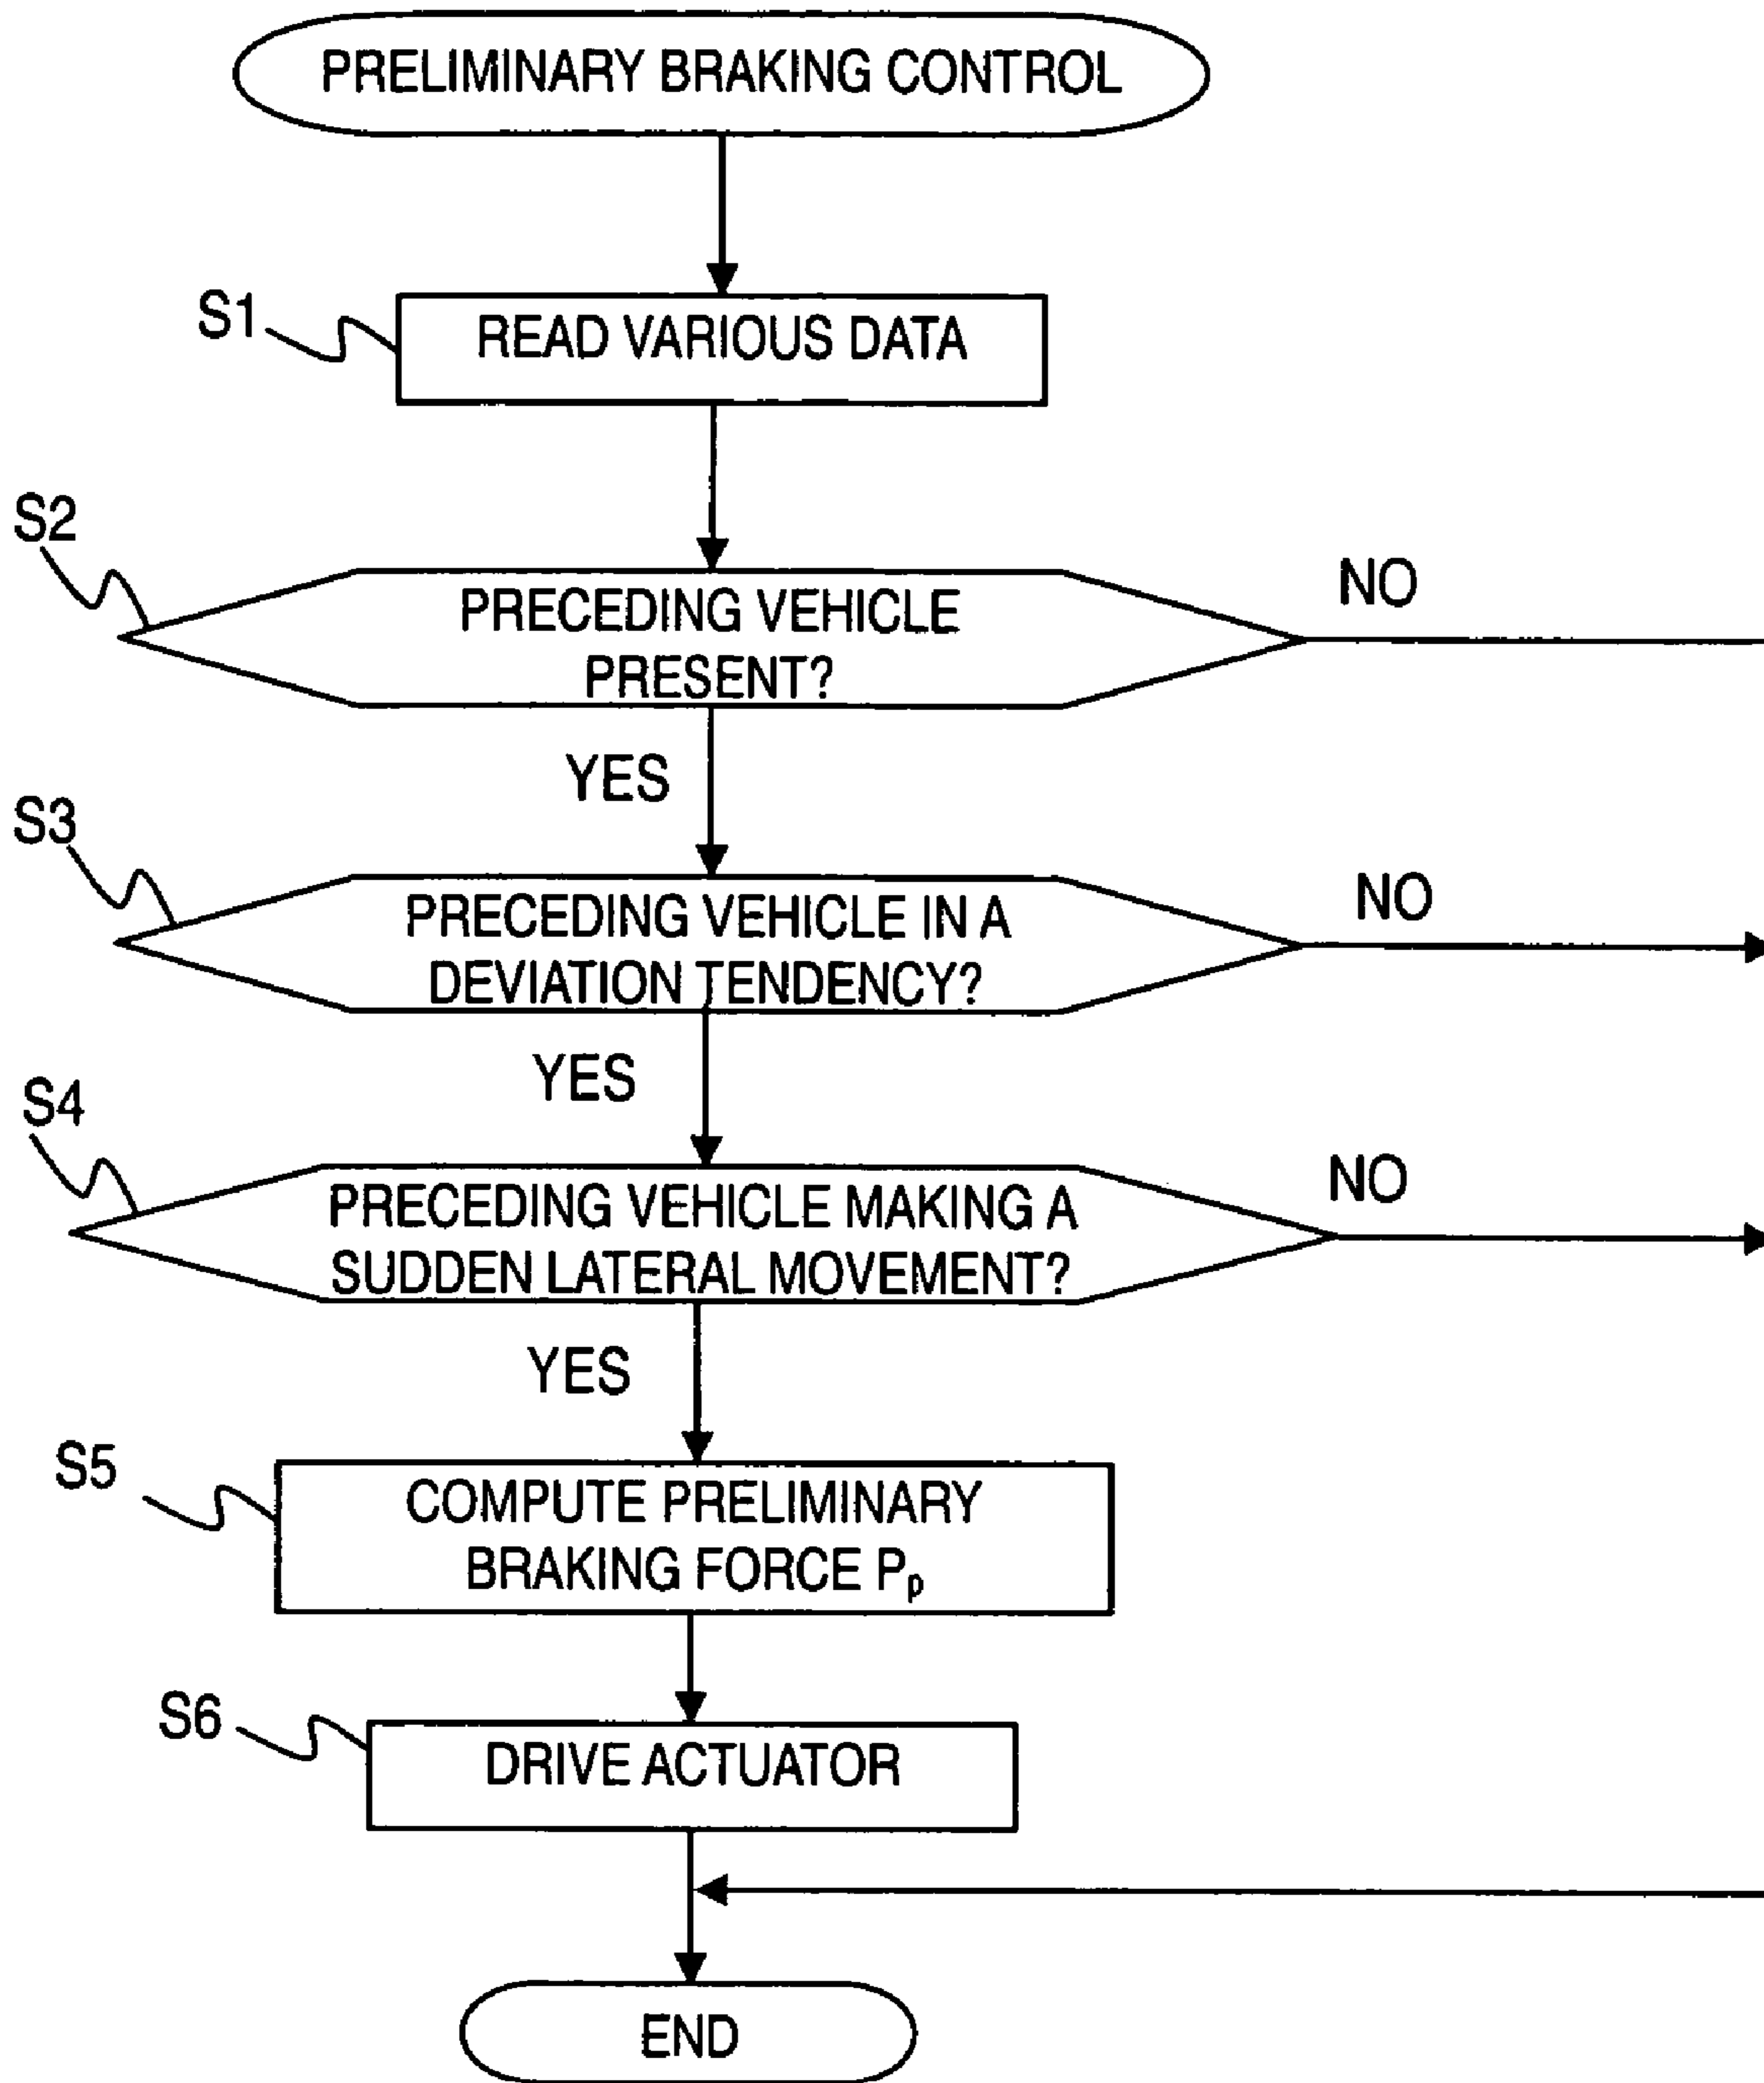 PRELIMINARY BRAKING CONTROL
S1
READ VARIOUS DATA
S2
PRECEDING VEHICLE
PRESENT?
NO
YES
S3
PRECEDING VEHICLE IN A
DEVIATION TENDENCY?
NO
YES
S4
PRECEDING VEHICLE MAKING A
SUDDEN LATERAL MOVEMENT?
NO
YES
S5
COMPUTE PRELIMINARY
BRAKING FORCE Pp
S6
DRIVE ACTUATOR
END